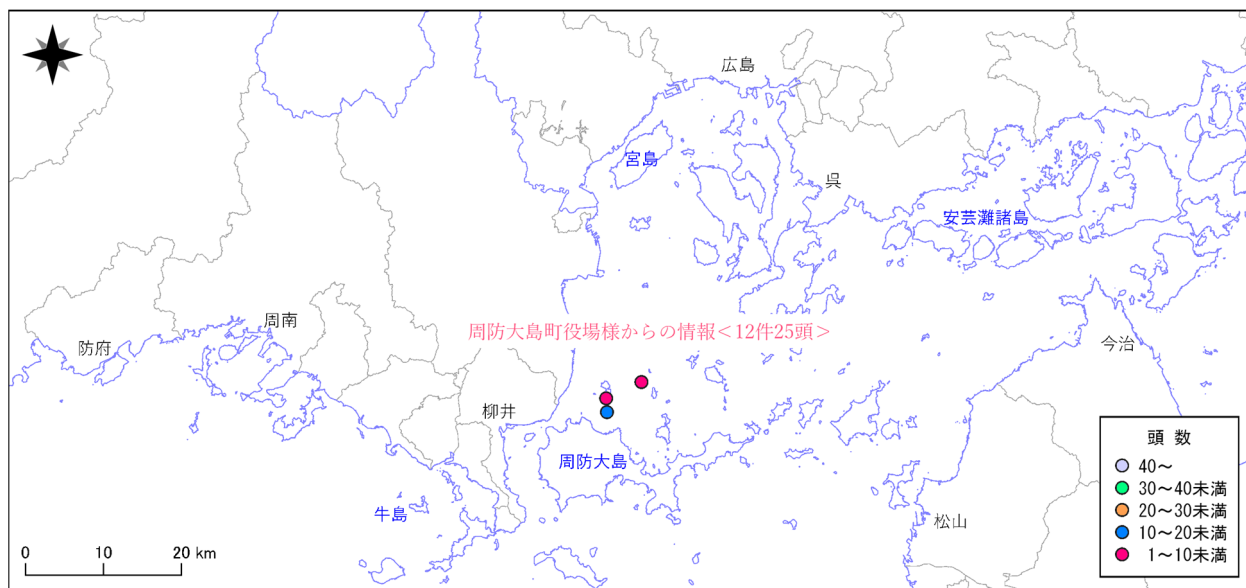 広島
宮島
呉
安芸灘諸島
周南
防府
周防大島町役場様からの情報＜12件25頭＞
今治
柳井
周防大島
牛島
松山
頭 数
40～
30～40未満
20～30未満
10～20未満
1～10未満
0 10 20 km